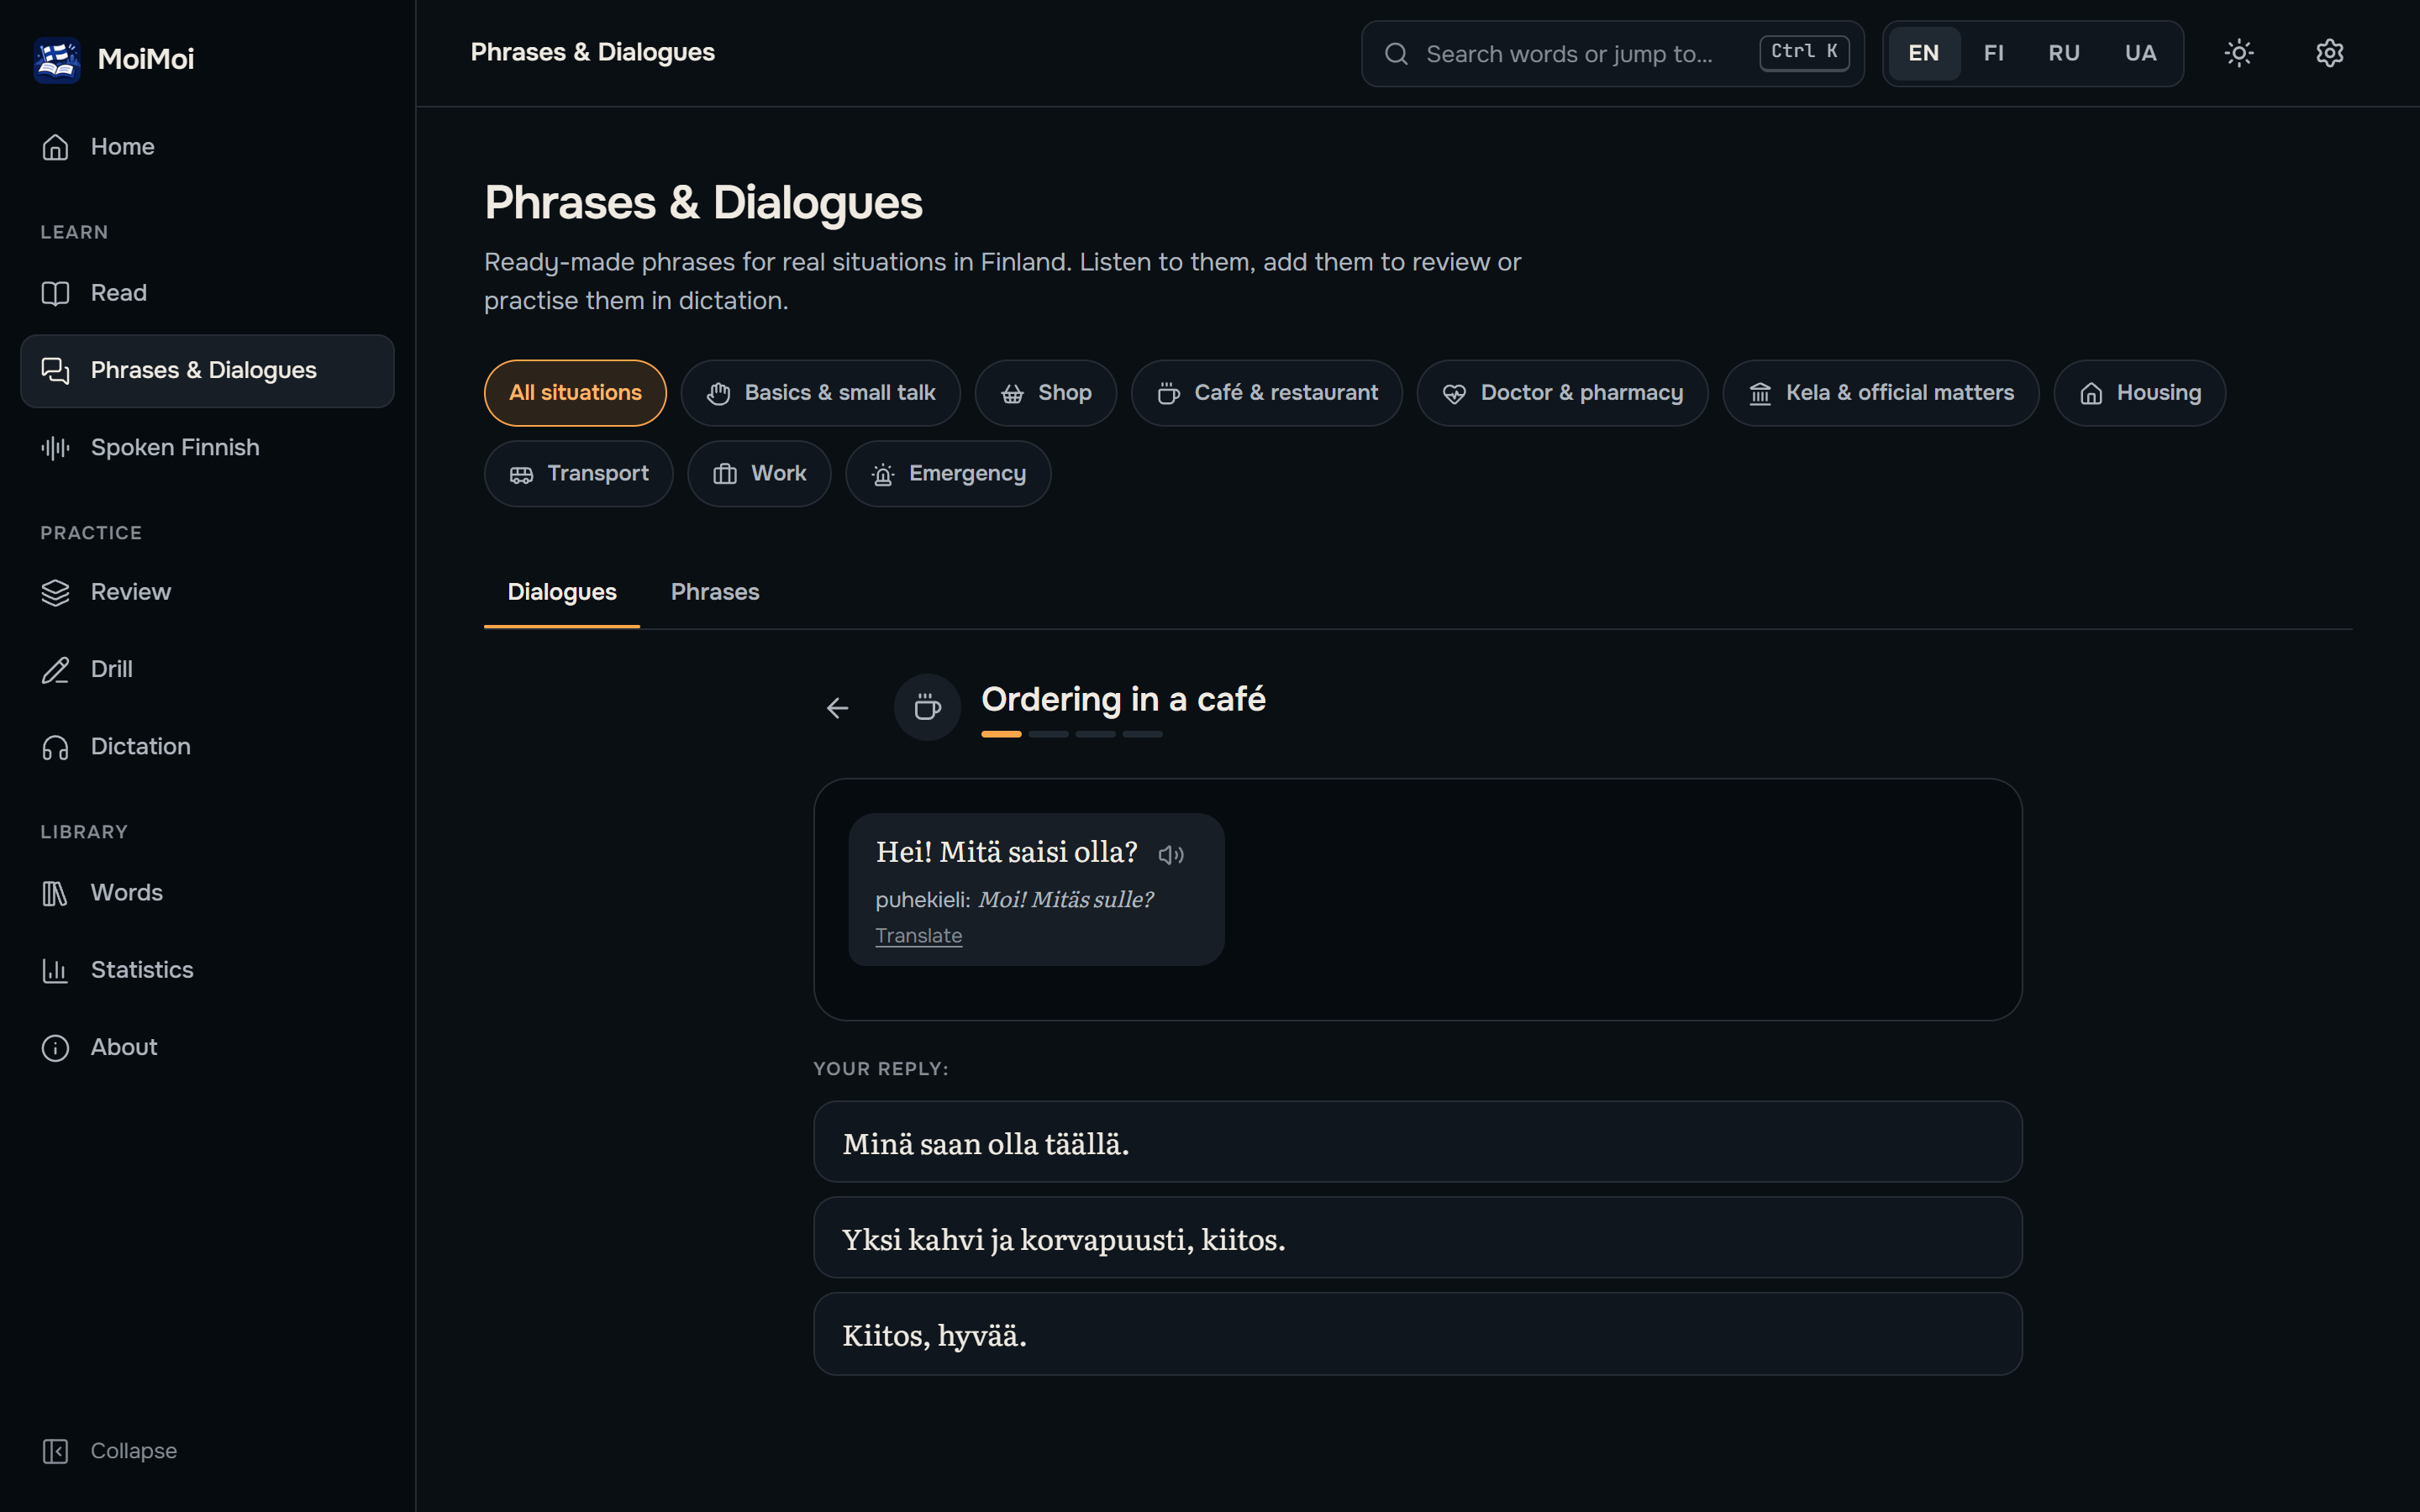 MoiMoi
Home
LEARN
Read
Phrases & Dialogues
Spoken Finnish
PRACTICE
Review
Drill
Dictation
LIBRARY
Words
Statistics
About
Collapse
Phrases & Dialogues
Search words or jump to...
Ctrl K
EN FI RU UA
Phrases & Dialogues
Ready-made phrases for real situations in Finland. Listen to them, add them to review or
practise them in dictation.
All situations
Basics & small talk
Shop
Café & restaurant
Doctor & pharmacy
Kela & official matters
Housing
Transport
Work
Emergency
Dialogues
Phrases
Ordering in a café
Hei! Mitä saisi olla?
puhekieli: Moi! Mitäs sulle?
Translate
YOUR REPLY:
Minä saan olla täällä.
Yksi kahvi ja korvapuusti, kiitos.
Kiitos, hyvää.